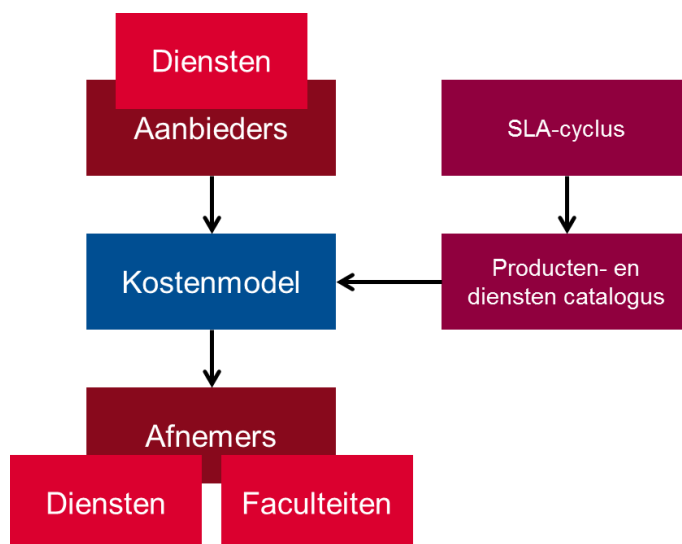 Diensten
Aanbieders
SLA-cyclus
Kostenmodel
Producten- en
diensten catalogus
Afnemers
Diensten
Faculteiten